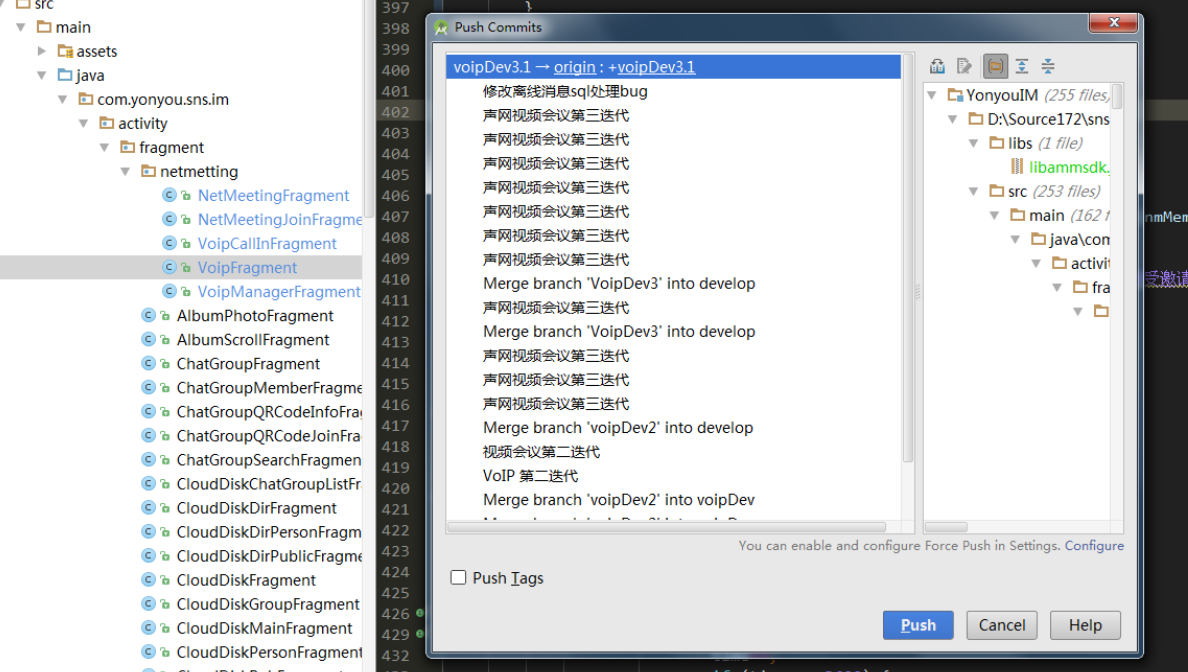 src
main
assets
java
com.yonyou.sns.im
activity
fragment
netmetting
NetMeetingFragment
NetMeetingJoinFragme
VoipCallInFragment
VoipFragment
VoipManagerFragment
AlbumPhotoFragment
AlbumScrollFragment
ChatGroupFragment
ChatGroupMemberFragme
ChatGroupQRCodeInfoFra
ChatGroupQRCodeJoinFra
ChatGroupSearchFragmen
CloudDiskChatGroupListFr
CloudDiskDirFragment
CloudDiskDirPersonFragm
CloudDiskDirPublicFragme
CloudDiskFragment
CloudDiskGroupFragment
CloudDiskMainFragment
CloudDiskPersonFragment
397
398
399
400
401
402
403
404
405
406
407
408
409
410
411
412
413
414
415
416
417
418
419
420
421
422
423
424
425
426
429
432
}
Push Commits
voipDev3.1 → origin : +voipDev3.1
修改离线消息sql处理bug
声网视频会议第三迭代
声网视频会议第三迭代
声网视频会议第三迭代
声网视频会议第三迭代
声网视频会议第三迭代
声网视频会议第三迭代
声网视频会议第三迭代
Merge branch 'VoipDev3' into develop
声网视频会议第三迭代
Merge branch 'VoipDev3' into develop
声网视频会议第三迭代
声网视频会议第三迭代
声网视频会议第三迭代
Merge branch 'voipDev2' into develop
视频会议第二迭代
VoIP 第二迭代
Merge branch 'voipDev2' into voipDev
YonyouIM (255 files,
D:\Source172\sns
libs (1 file)
libammsdk.
src (253 files)
main (162 f
java\com
activit
fra
You can enable and configure Force Push in Settings. Configure
Push Tags
Push
Cancel
Help
nmMem
受邀请